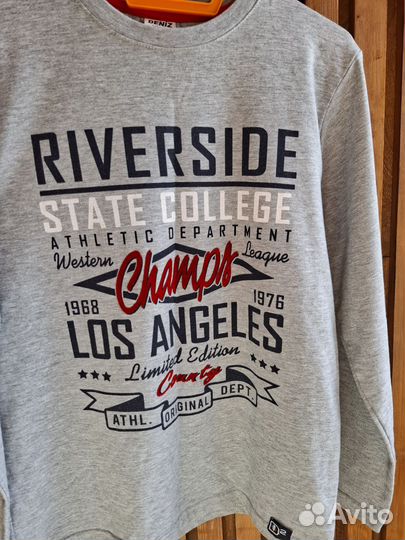 DENIZ
RIVERSIDE
STATE COLLEGE
ATHLETIC DEPARTMENT
Western League
Champs
1968 1976
LOS ANGELES
Limited Edition
County
ATHL. ORIGINAL DEPT.
Avito